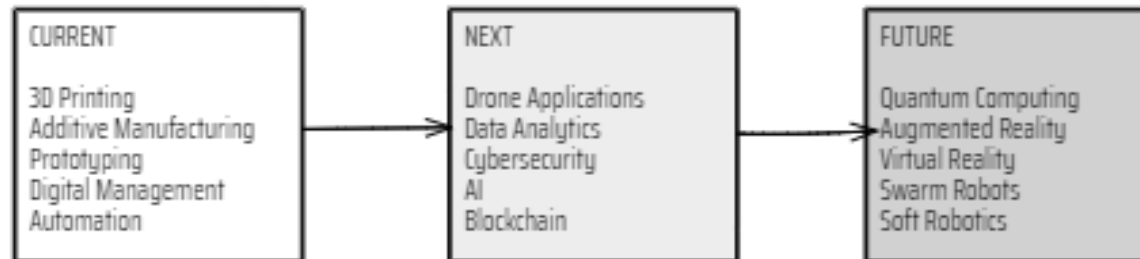 CURRENT
3D Printing
Additive Manufacturing
Prototyping
Digital Management
Automation
NEXT
Drone Applications
Data Analytics
Cybersecurity
AI
Blockchain
FUTURE
Quantum Computing
Augmented Reality
Virtual Reality
Swarm Robots
Soft Robotics